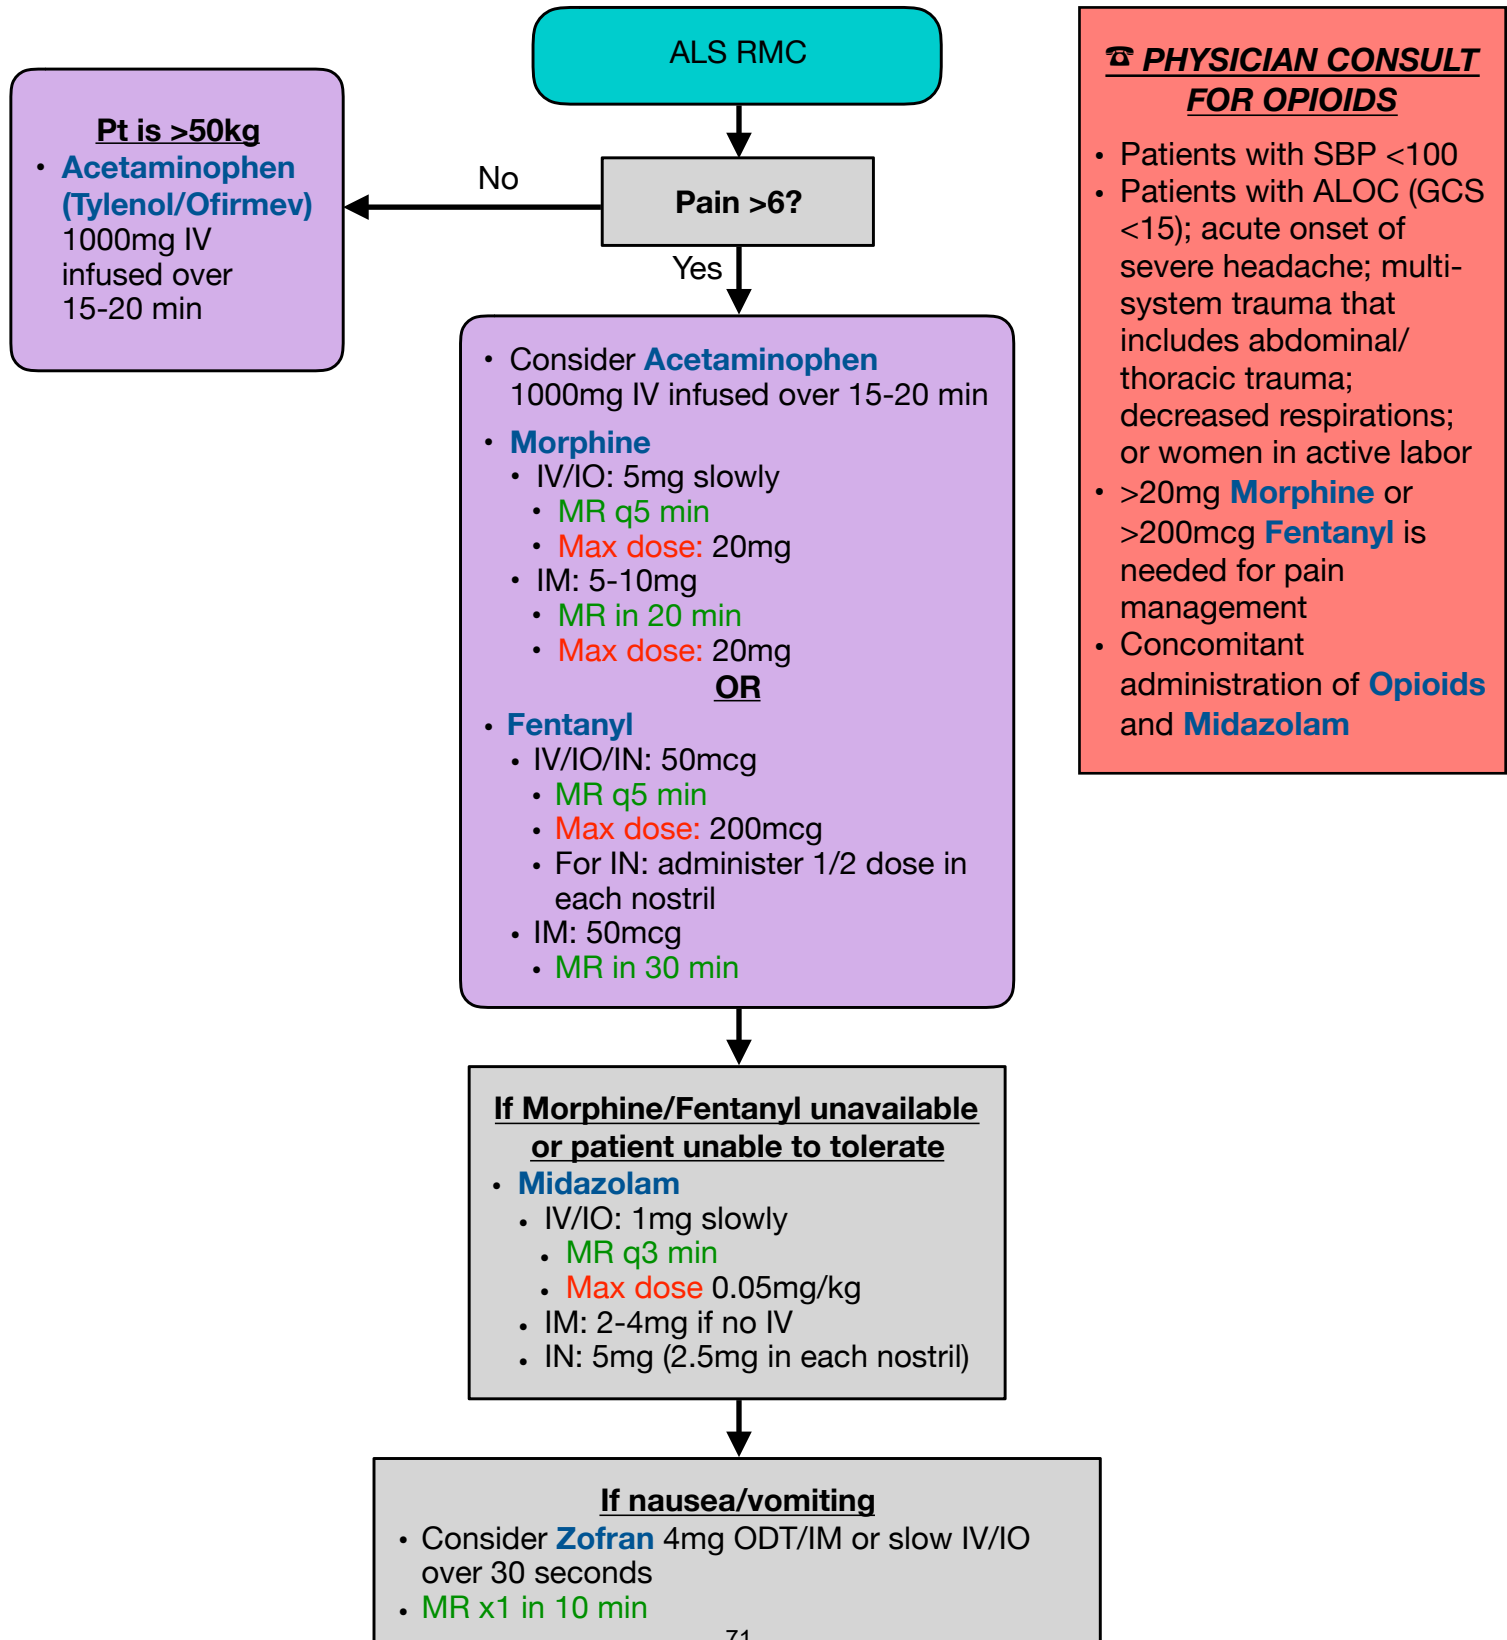 ALS RMC
Pt is >50kg
• Acetaminophen
(Tylenol/Ofirmev)
1000mg IV
infused over
15-20 min
No
Pain >6?
Yes
• Consider Acetaminophen
1000mg IV infused over 15-20 min
• Morphine
• IV/IO: 5mg slowly
• MR q5 min
• Max dose: 20mg
• IM: 5-10mg
• MR in 20 min
• Max dose: 20mg
OR
• Fentanyl
• IV/IO/IN: 50mcg
• MR q5 min
• Max dose: 200mcg
• For IN: administer 1/2 dose in
each nostril
• IM: 50mcg
• MR in 30 min
If Morphine/Fentanyl unavailable
or patient unable to tolerate
• Midazolam
• IV/IO: 1mg slowly
• MR q3 min
• Max dose 0.05mg/kg
• IM: 2-4mg if no IV
• IN: 5mg (2.5mg in each nostril)
If nausea/vomiting
• Consider Zofran 4mg ODT/IM or slow IV/IO
over 30 seconds
• MR x1 in 10 min
71
☎ PHYSICIAN CONSULT
FOR OPIOIDS
• Patients with SBP <100
• Patients with ALOC (GCS
<15); acute onset of
severe headache; multi-
system trauma that
includes abdominal/
thoracic trauma;
decreased respirations;
or women in active labor
• >20mg Morphine or
>200mcg Fentanyl is
needed for pain
management
• Concomitant
administration of Opioids
and Midazolam